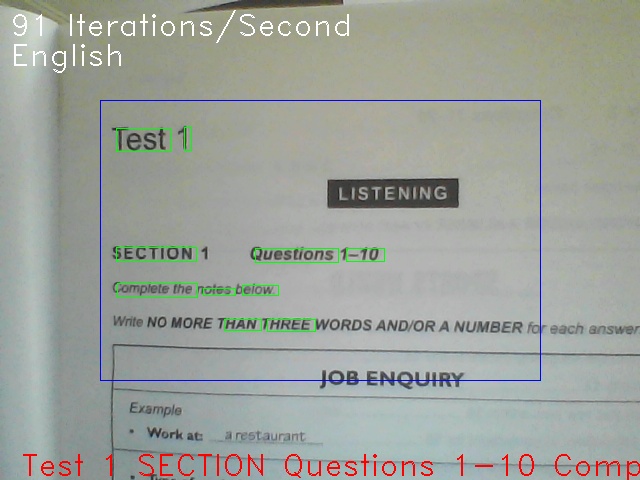 91 Iterations/Second
English
Test 1
LISTENING
SECTION 1 Questions 1–10
Complete the notes below.
Write NO MORE THAN THREE WORDS AND/OR A NUMBER for each answer
JOB ENQUIRY
Example
• Work at: a restaurant
Test 1 SECTION Questions 1-10 Comp